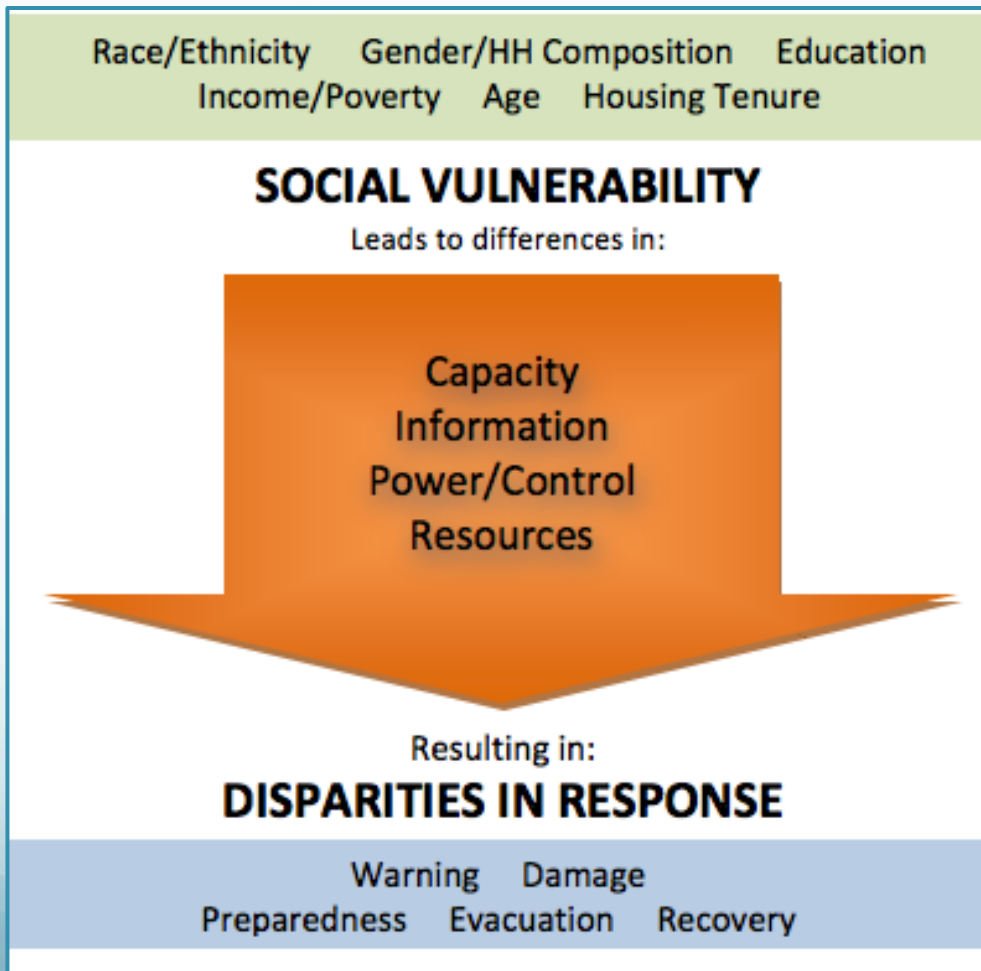 Race/Ethnicity Gender/HH Composition Education
Income/Poverty Age Housing Tenure
SOCIAL VULNERABILITY
Leads to differences in:
Capacity
Information
Power/Control
Resources
Resulting in:
DISPARITIES IN RESPONSE
Warning Damage
Preparedness Evacuation Recovery